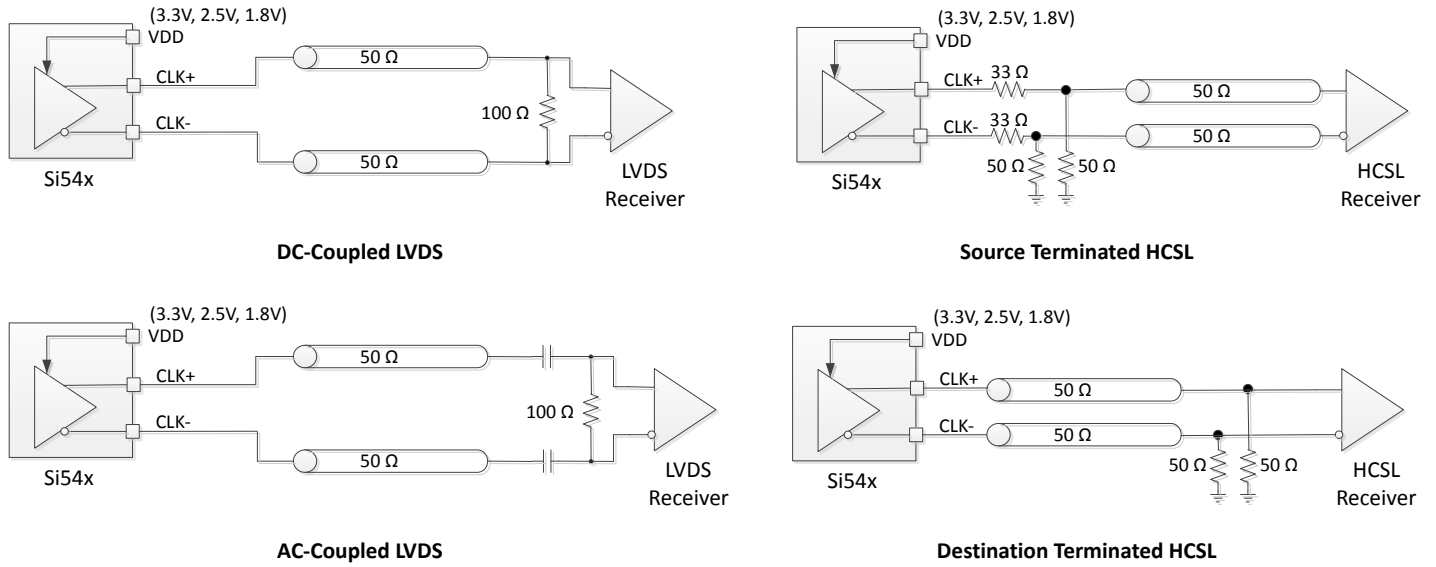 (3.3V, 2.5V, 1.8V)
VDD
CLK+
CLK-
50 Ω
50 Ω
100 Ω
Si54x
LVDS
Receiver
DC-Coupled LVDS
(3.3V, 2.5V, 1.8V)
VDD
CLK+
33 Ω
CLK-
33 Ω
50 Ω
50 Ω
50 Ω
50 Ω
Si54x
HCSL
Receiver
Source Terminated HCSL
(3.3V, 2.5V, 1.8V)
VDD
CLK+
CLK-
50 Ω
50 Ω
100 Ω
Si54x
LVDS
Receiver
AC-Coupled LVDS
(3.3V, 2.5V, 1.8V)
VDD
CLK+
CLK-
50 Ω
50 Ω
50 Ω
50 Ω
Si54x
HCSL
Receiver
Destination Terminated HCSL